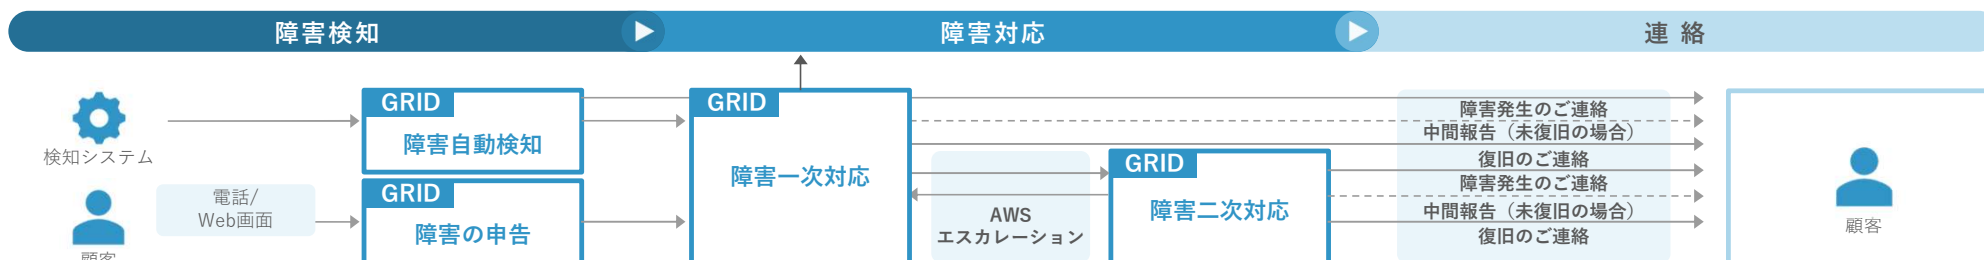 障害検知
障害対応
連 絡
検知システム
GRID
障害自動検知
電話/
Web画面
顧客
GRID
障害の申告
GRID
障害一次対応
AWS
エスカレーション
GRID
障害二次対応
障害発生のご連絡
中間報告（未復旧の場合）
復旧のご連絡
障害発生のご連絡
中間報告（未復旧の場合）
復旧のご連絡
顧客